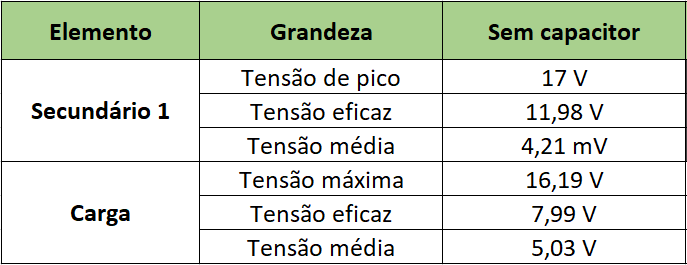 Elemento Grandeza Sem capacitor
Secundário 1
Tensão de pico 17 V
Tensão eficaz 11,98 V
Tensão média 4,21 mV
Carga
Tensão máxima 16,19 V
Tensão eficaz 7,99 V
Tensão média 5,03 V